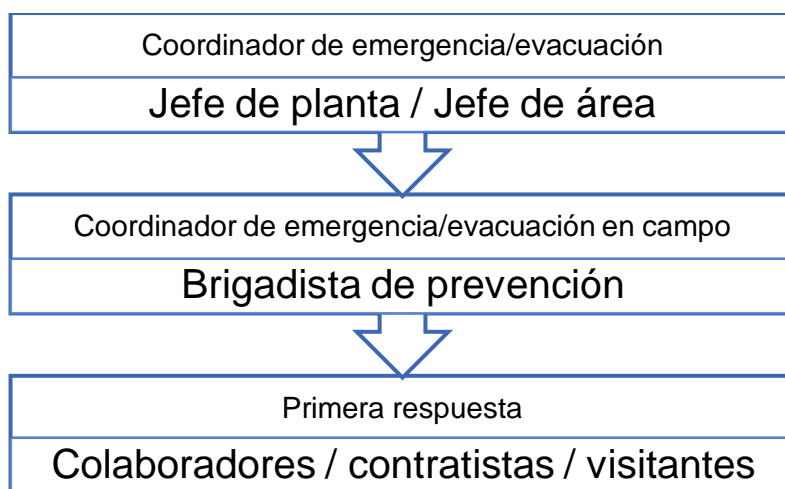 Coordinador de emergencia/evacuación
Jefe de planta / Jefe de área
Coordinador de emergencia/evacuación en campo
Brigadista de prevención
Primera respuesta
Colaboradores / contratistas / visitantes